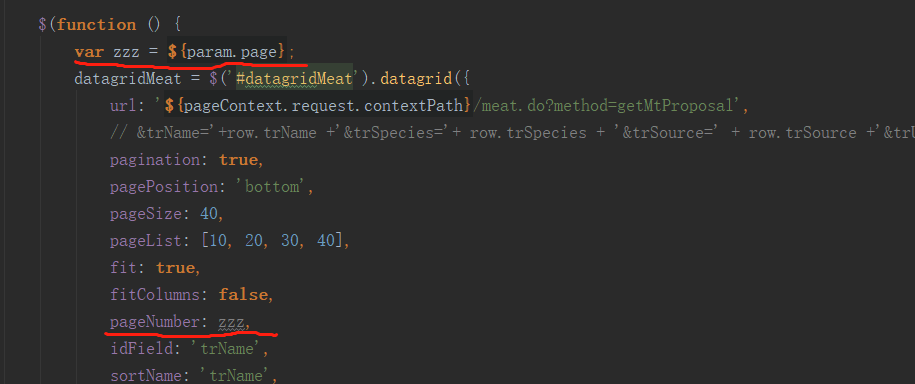 $(function () {
var zzz = ${param.page};
datagridMeat = $('#datagridMeat').datagrid({
url: '${pageContext.request.contextPath}/meat.do?method=getMtProposal',
// &trName='+row.trName +'&trSpecies='+ row.trSpecies + '&trSource=' + row.trSource +'&trU
pagination: true,
pagePosition: 'bottom',
pageSize: 40,
pageList: [10, 20, 30, 40],
fit: true,
fitColumns: false,
pageNumber: zzz,
idField: 'trName',
sortName: 'trName',